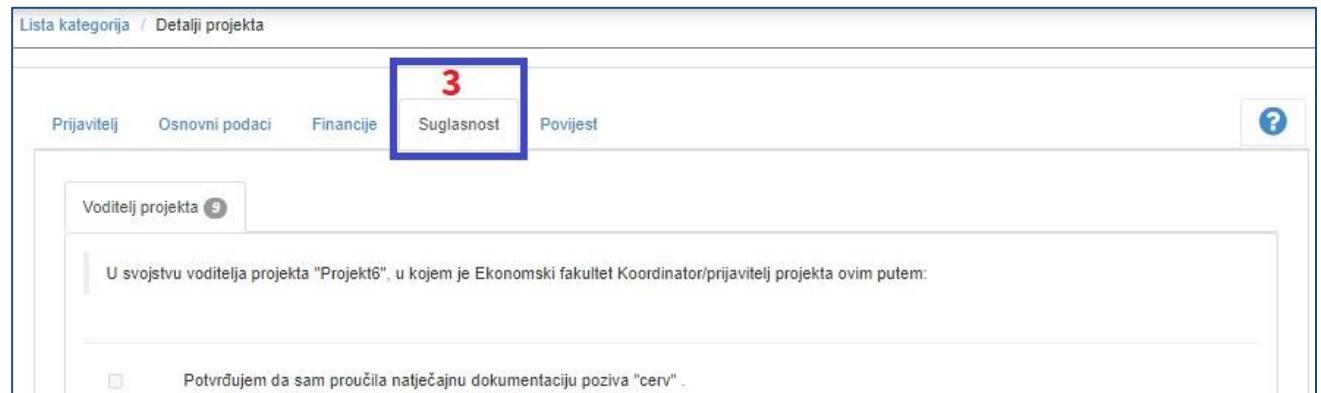 Lista kategorija / Detalji projekta
3
Prijavitelj Osnovni podaci Financije Suglasnost Povijest ?
Voditelj projekta 9
U svojstvu voditelja projekta "Projekt6", u kojem je Ekonomski fakultet Koordinator/prijavitelj projekta ovim putem:
Potvrđujem da sam proučila natječajnu dokumentaciju poziva "cerv" .